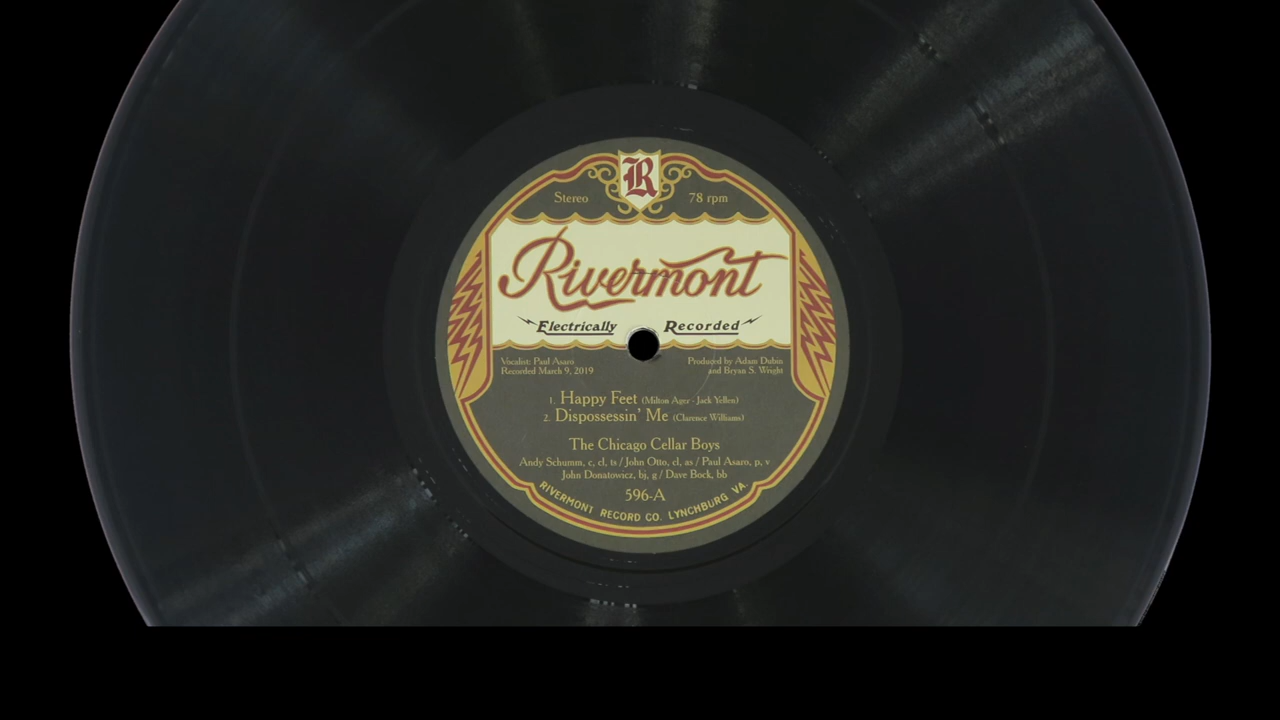 R
Stereo 78 rpm
Rivermont
Electrically Recorded
Vocalist: Paul Asaro
Recorded March 9, 2019
Produced by Adam Dubin
and Bryan S. Wright
1. Happy Feet (Milton Ager - Jack Yellen)
2. Dispossessin' Me (Clarence Williams)
The Chicago Cellar Boys
Andy Schumm, c, cl, ts / John Otto, cl, as / Paul Asaro, p, v
John Donatowicz, bj, g / Dave Bock, bb
596-A
RIVERMONT RECORD CO. LYNCHBURG VA.